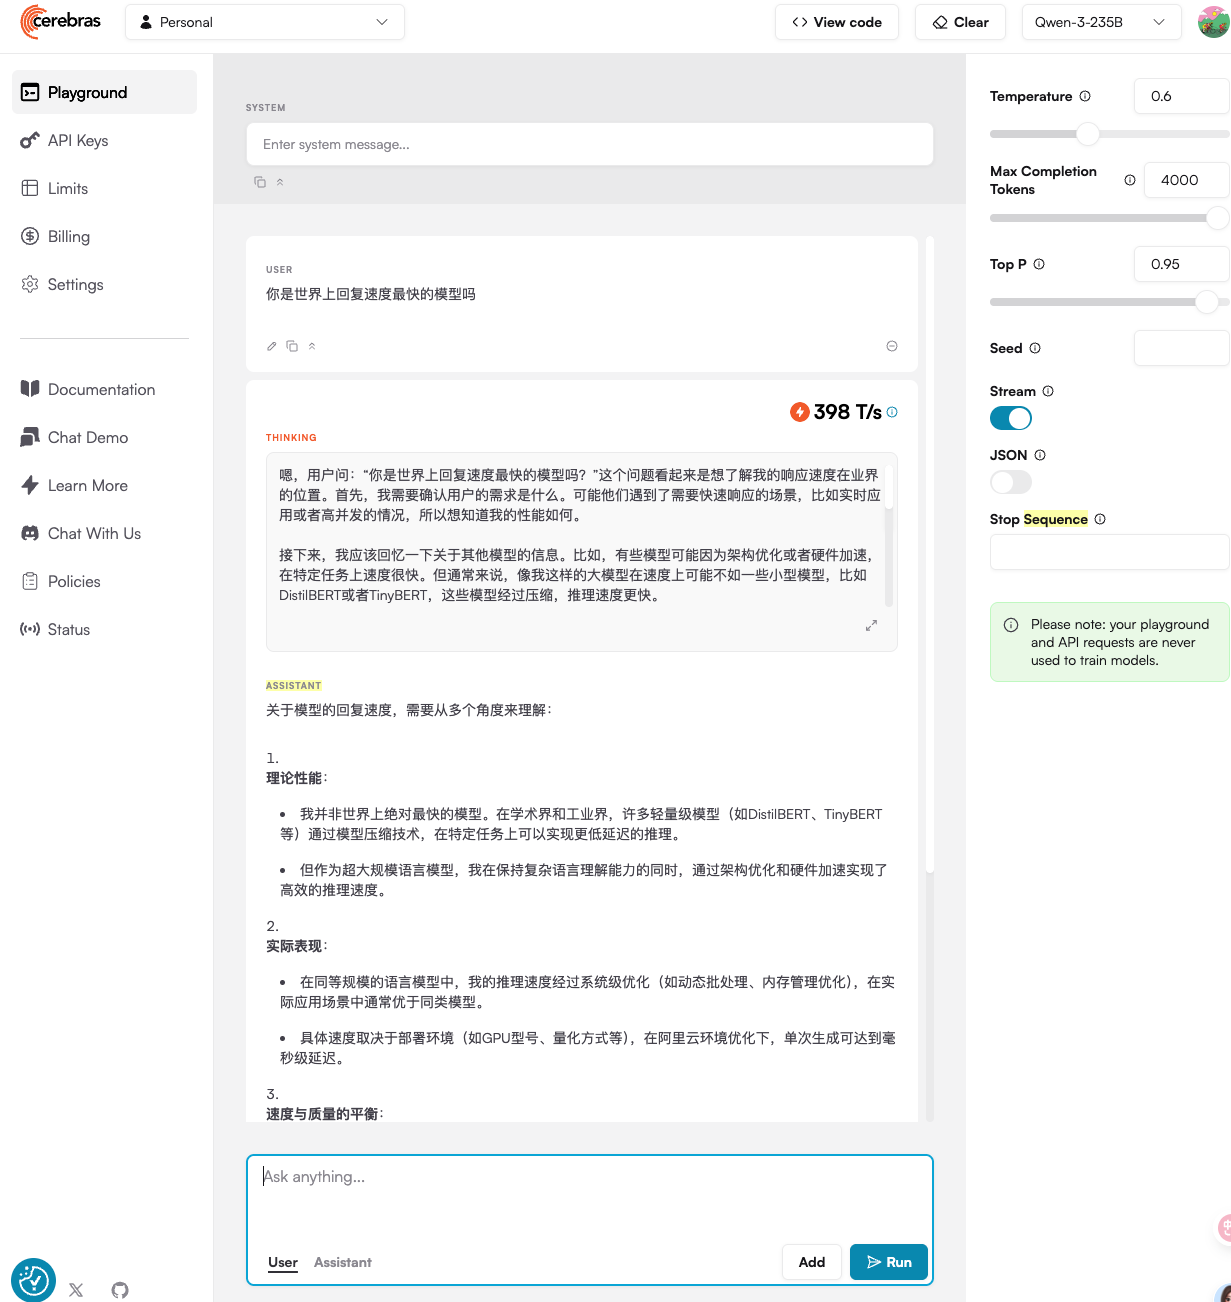 cerebras
Personal
View code
Clear
Qwen-3-235B
Playground
API Keys
Limits
Billing
Settings
Documentation
Chat Demo
Learn More
Chat With Us
Policies
Status
SYSTEM
Enter system message...
USER
你是世界上回复速度最快的模型吗
398 T/s
THINKING
嗯，用户问：“你是世界上回复速度最快的模型吗？”这个问题看起来是想了解我的响应速度在业界
的位置。首先，我需要确认用户的需求是什么。可能他们遇到了需要快速响应的场景，比如实时应
用或者高并发的情况，所以想知道我的性能如何。
接下来，我应该回忆一下关于其他模型的信息。比如，有些模型可能因为架构优化或者硬件加速，
在特定任务上速度很快。但通常来说，像我这样的大模型在速度上可能不如一些小型模型，比如
DistilBERT或者TinyBERT，这些模型经过压缩，推理速度更快。
ASSISTANT
关于模型的回复速度，需要从多个角度来理解：
1.
理论性能：
• 我并非世界上绝对最快的模型。在学术界和工业界，许多轻量级模型（如DistilBERT、TinyBERT
等）通过模型压缩技术，在特定任务上可以实现更低延迟的推理。
• 但作为超大规模语言模型，我在保持复杂语言理解能力的同时，通过架构优化和硬件加速实现了
高效的推理速度。
2.
实际表现：
• 在同等规模的语言模型中，我的推理速度经过系统级优化（如动态批处理、内存管理优化），在实
际应用场景中通常优于同类模型。
• 具体速度取决于部署环境（如GPU型号、量化方式等），在阿里云环境优化下，单次生成可达到毫
秒级延迟。
3.
速度与质量的平衡：
Ask anything...
User
Assistant
Add
Run
Temperature
0.6
Max Completion
Tokens
4000
Top P
0.95
Seed
Stream
JSON
Stop Sequence
Please note: your playground
and API requests are never
used to train models.